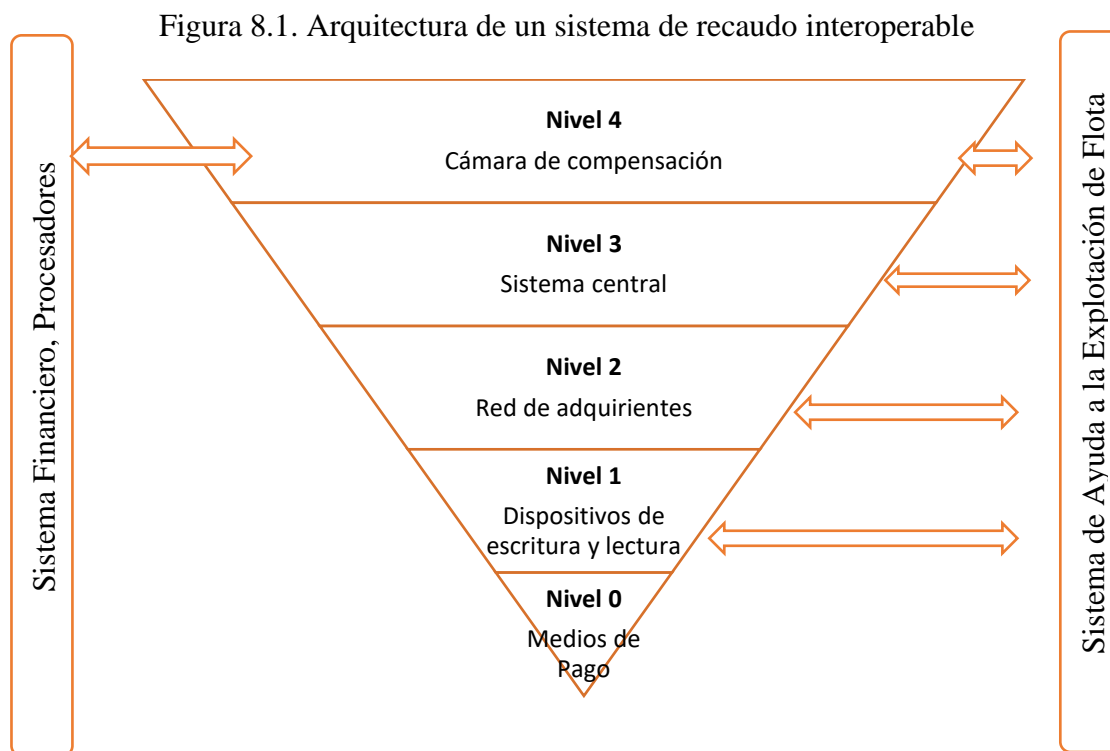 Figura 8.1. Arquitectura de un sistema de recaudo interoperable
Sistema Financiero, Procesadores
Nivel 4
Cámara de compensación
Nivel 3
Sistema central
Nivel 2
Red de adquirientes
Nivel 1
Dispositivos de
escritura y lectura
Nivel 0
Medios de
Pago
Sistema de Ayuda a la Explotación de Flota